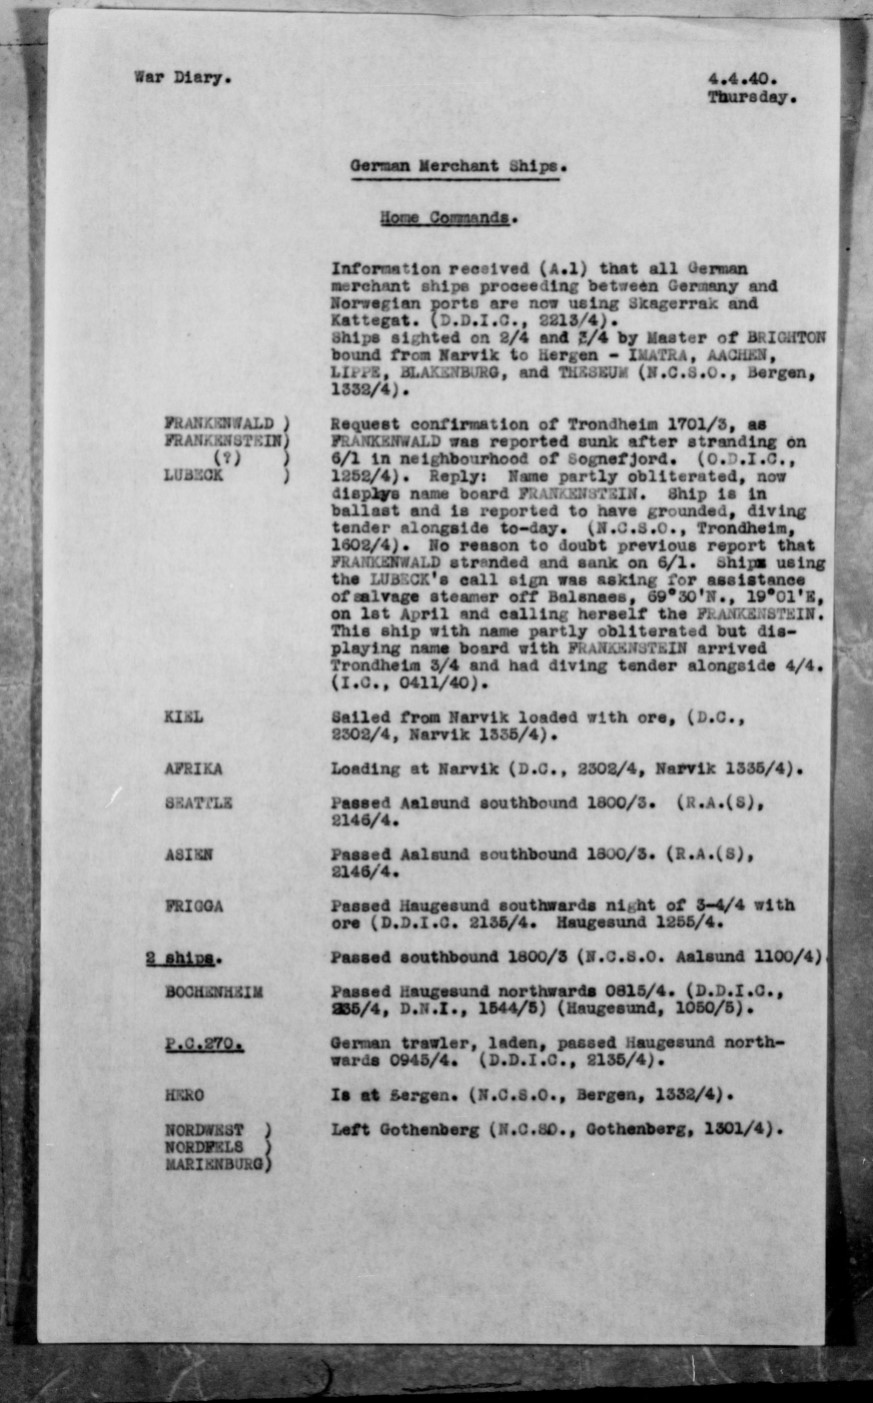 War Diary. 4.4.40.
Thursday.
German Merchant Ships.
Home Commands.
Information received (A.1) that all German
merchant ships proceeding between Germany and
Norwegian ports are now using Skagerrak and
Kattegat. (D.D.I.C., 2213/4).
Ships sighted on 2/4 and 3/4 by Master of BRIGHTON
bound from Narvik to Bergen - IMATRA, AACHEN,
LIPPE, BLAKENBURG, and THESEUM (N.C.S.O., Bergen,
1332/4).
FRANKENWALD ) Request confirmation of Trondheim 1701/3, as
FRANKENSTEIN) FRANKENWALD was reported sunk after stranding on
(?) ) 6/1 in neighbourhood of Sognefjord. (O.D.I.C.,
LUBECK ) 1252/4). Reply: Name partly obliterated, now
displys name board FRANKENSTEIN. Ship is in
ballast and is reported to have grounded, diving
tender alongside to-day. (N.C.S.O., Trondheim,
1602/4). No reason to doubt previous report that
FRANKENWALD stranded and sank on 6/1. Ship using
the LUBECK's call sign was asking for assistance
of salvage steamer off Balsnaes, 69°30'N., 19°01'E,
on 1st April and calling herself the FRANKENSTEIN.
This ship with name partly obliterated but dis-
playing name board with FRANKENSTEIN arrived
Trondheim 3/4 and had diving tender alongside 4/4.
(I.C., 0411/40).
KIEL Sailed from Narvik loaded with ore, (D.C.,
2302/4, Narvik 1335/4).
AFRIKA Loading at Narvik (D.C., 2302/4, Narvik 1335/4).
SEATTLE Passed Aalsund southbound 1800/3. (R.A.(S),
2146/4.
ASIEN Passed Aalsund southbound 1800/3. (R.A.(S),
2146/4.
FRIGGA Passed Haugesund southwards night of 3-4/4 with
ore (D.D.I.C. 2135/4. Haugesund 1255/4.
2 ships. Passed southbound 1800/3 (N.C.S.O. Aalsund 1100/4)
BOCHENHEIM Passed Haugesund northwards 0815/4. (D.D.I.C.,
235/4, D.N.I., 1544/5) (Haugesund, 1050/5).
P.C.270. German trawler, laden, passed Haugesund north-
wards 0945/4. (D.D.I.C., 2135/4).
HERO Is at Bergen. (N.C.S.O., Bergen, 1332/4).
NORDWEST ) Left Gothenberg (N.C.SO., Gothenberg, 1301/4).
NORDFELS )
MARIENBURG)